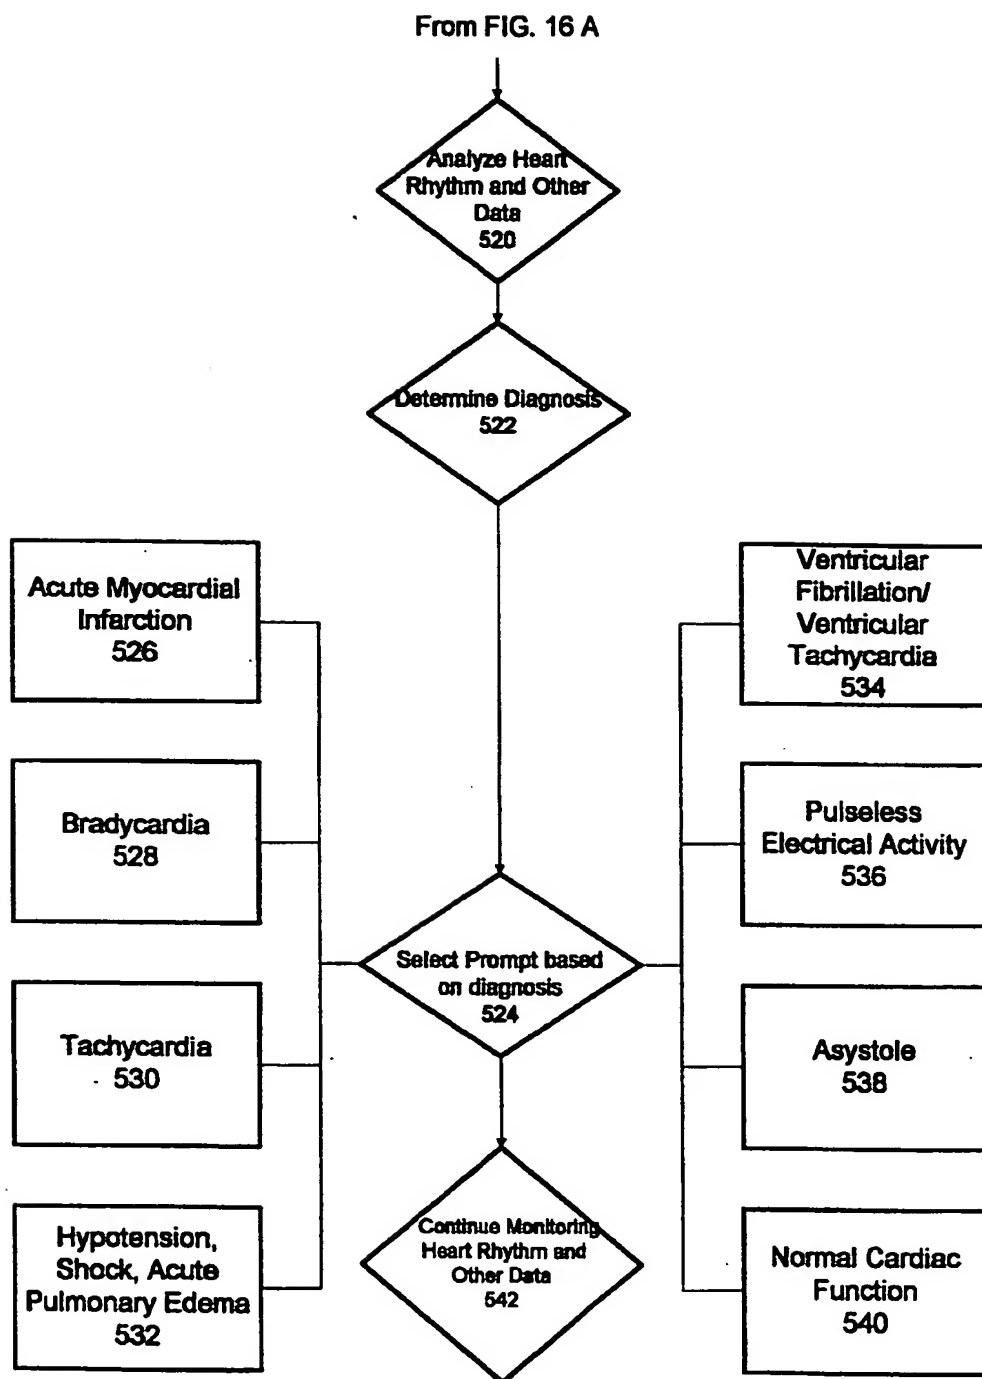 From FIG. 16 A
Analyze Heart
Rhythm and Other
Data
520
Determine Diagnosis
522
Acute Myocardial
Infarction
526
Bradycardia
528
Tachycardia
530
Hypotension,
Shock, Acute
Pulmonary Edema
532
Select Prompt based
on diagnosis
524
Continue Monitoring
Heart Rhythm and
Other Data
542
Ventricular
Fibrillation/
Ventricular
Tachycardia
534
Pulseless
Electrical Activity
536
Asystole
538
Normal Cardiac
Function
540